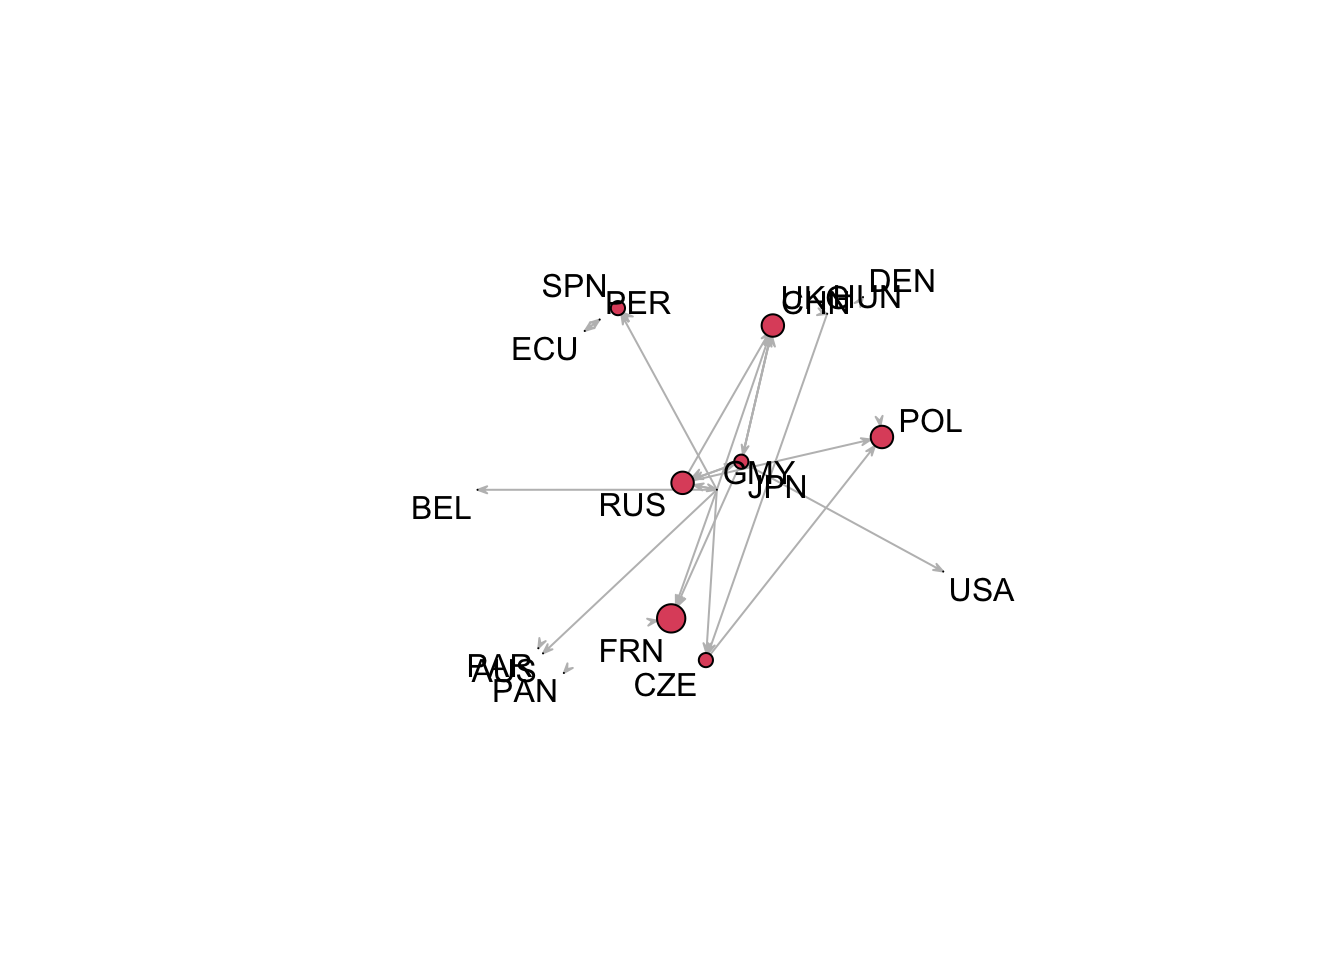 DEN
SPN
UKG
CHN
HUN
PER
ECU
POL
GMY
JPN
RUS
BEL
USA
FRN
PAR
AUS
CZE
PAN